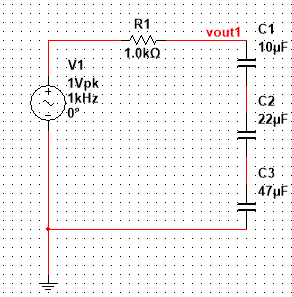 R1
1.0kΩ
vout1
C1
10µF
V1
1Vpk
1kHz
0°
C2
22µF
C3
47µF